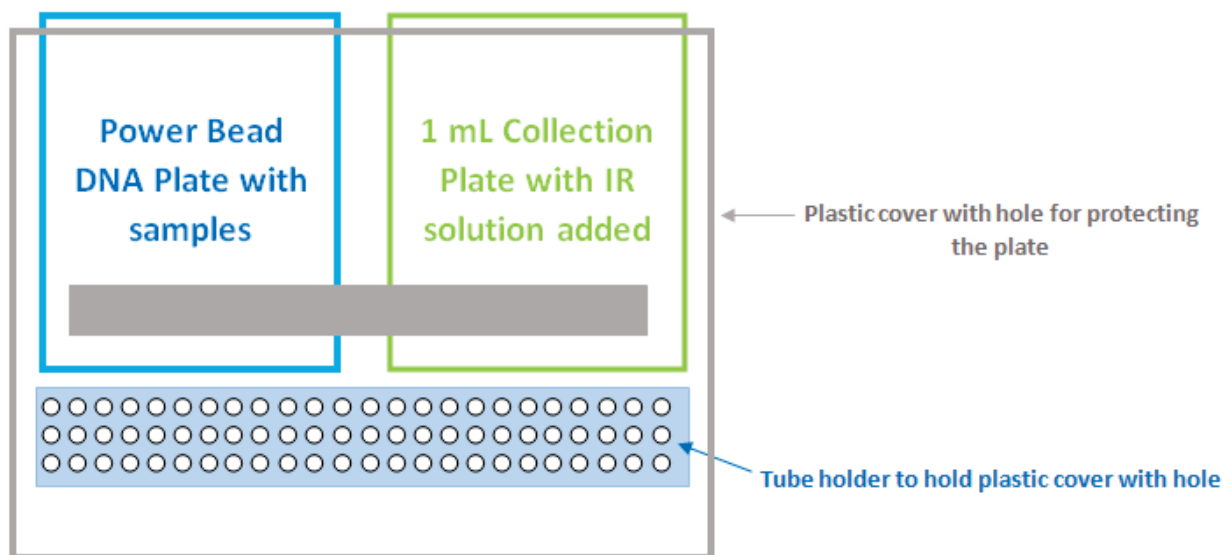 Power Bead
DNA Plate with
samples
1 mL Collection
Plate with IR
solution added
Plastic cover with hole for protecting
the plate
Tube holder to hold plastic cover with hole